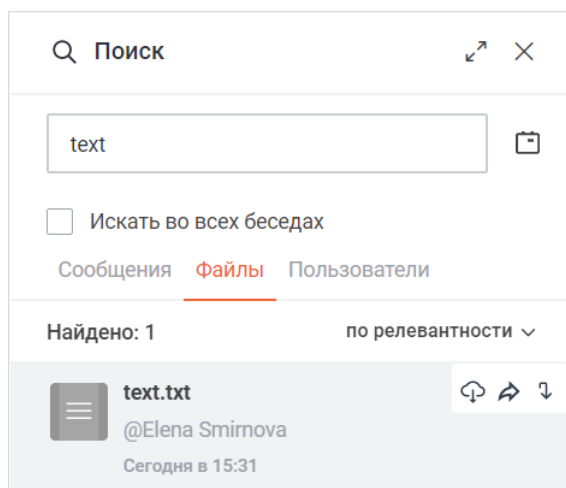 Поиск
text
Искать во всех беседах
Сообщения Файлы Пользователи
Найдено: 1 по релевантности
text.txt
@Elena Smirnova
Сегодня в 15:31